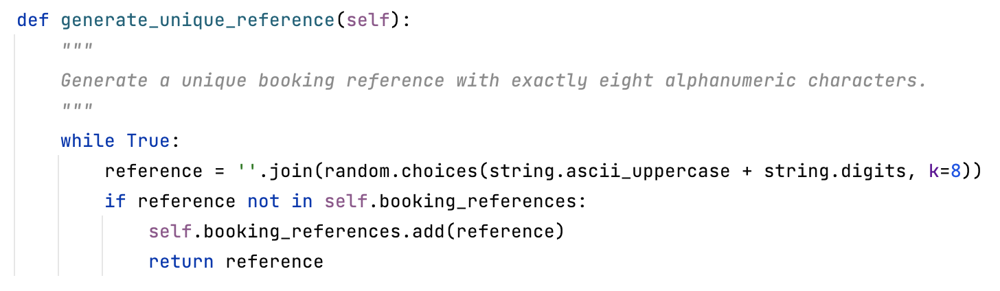 def generate_unique_reference(self):
    """
    Generate a unique booking reference with exactly eight alphanumeric characters.
    """
    while True:
        reference = ''.join(random.choices(string.ascii_uppercase + string.digits, k=8))
        if reference not in self.booking_references:
            self.booking_references.add(reference)
            return reference